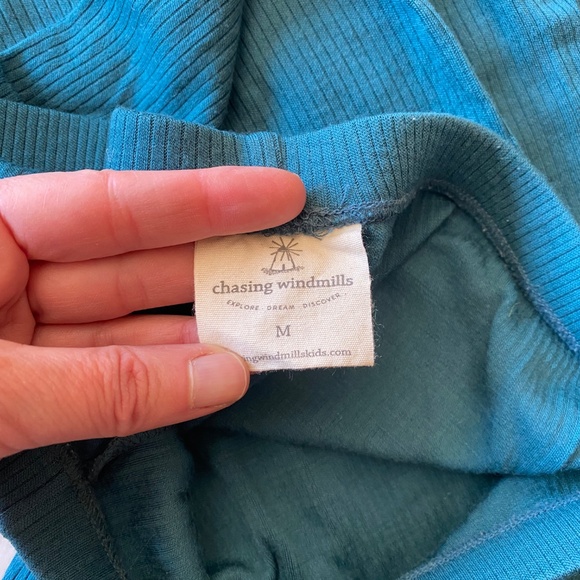 chasing windmills
EXPLORE · DREAM · DISCOVER
M
ngwindmillskids.com